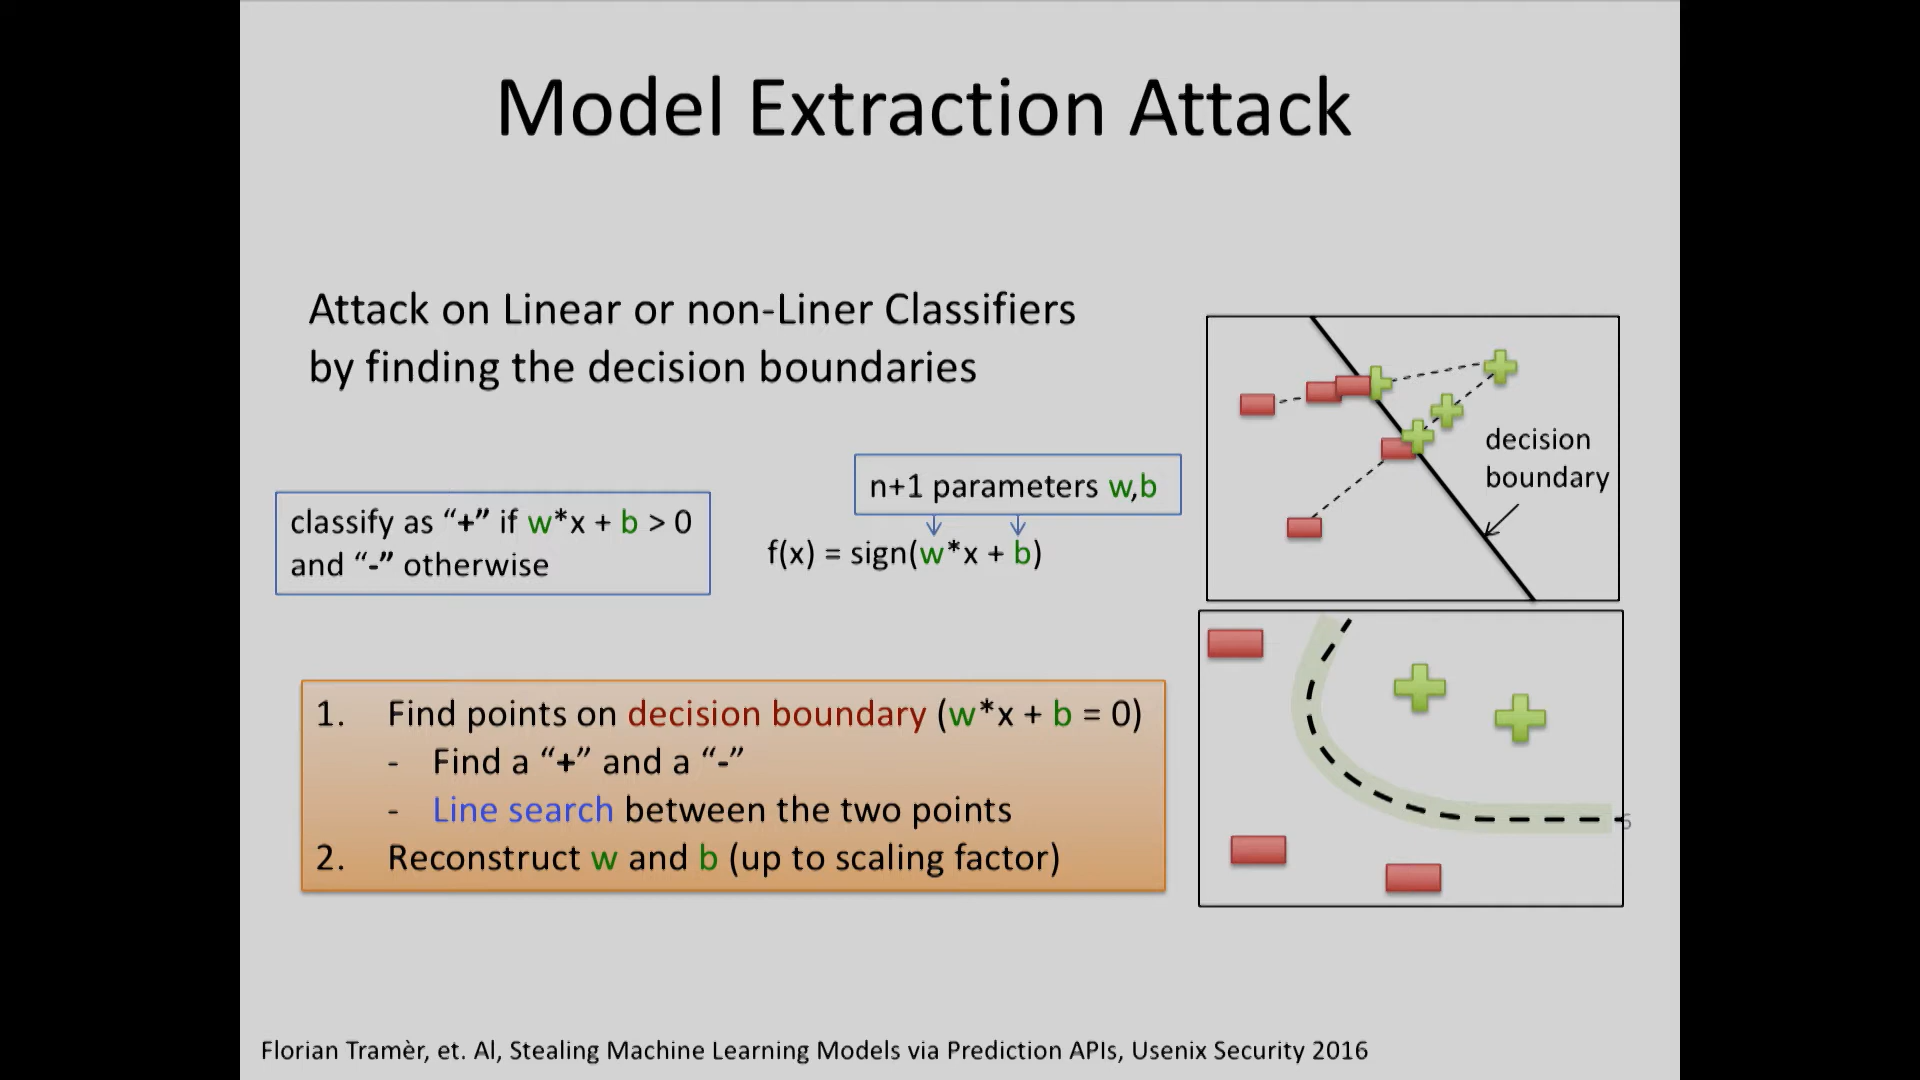 Model Extraction Attack
Attack on Linear or non-Liner Classifiers
by finding the decision boundaries
classify as “+” if w*x + b > 0
and “-” otherwise
n+1 parameters w,b
f(x) = sign(w*x + b)
decision
boundary
1. Find points on decision boundary (w*x + b = 0)
- Find a “+” and a “-”
- Line search between the two points
2. Reconstruct w and b (up to scaling factor)
6
Florian Tramèr, et. Al, Stealing Machine Learning Models via Prediction APIs, Usenix Security 2016